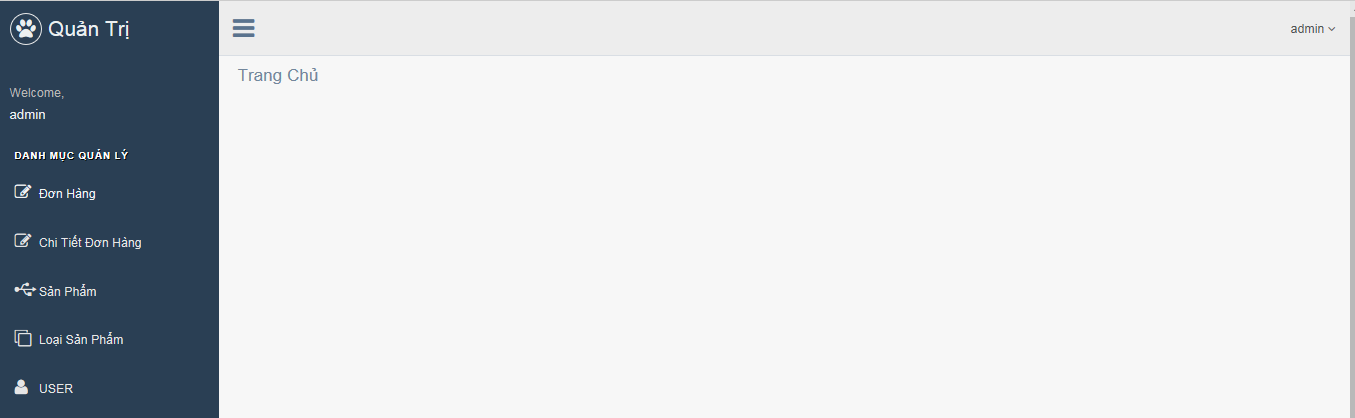 Quản Trị
admin
Trang Chủ
Welcome,
admin
DANH MỤC QUẢN LÝ
Đơn Hàng
Chi Tiết Đơn Hàng
Sản Phẩm
Loại Sản Phẩm
USER